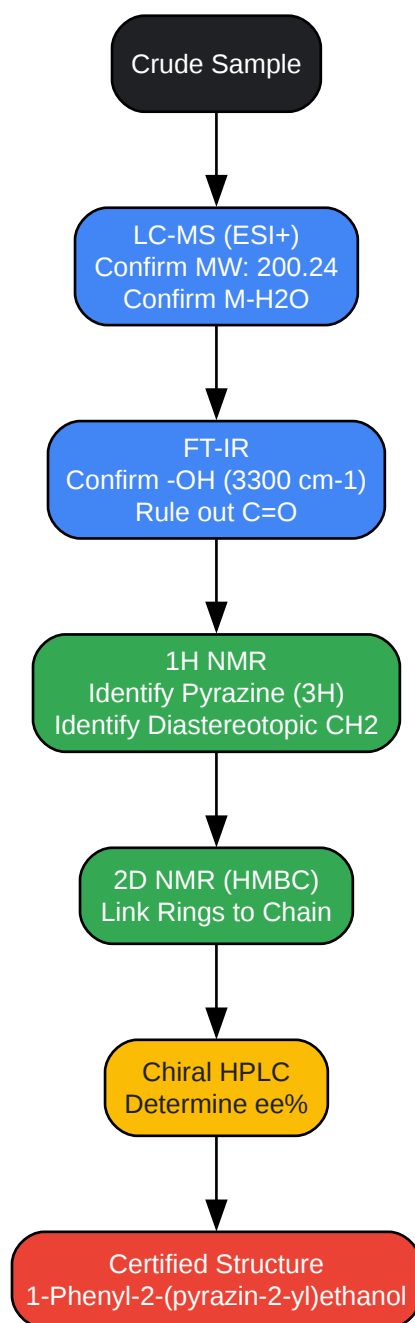 Crude Sample
LC-MS (ESI+)
Confirm MW: 200.24
Confirm M-H2O
FT-IR
Confirm -OH (3300 cm-1)
Rule out C=O
1H NMR
Identify Pyrazine (3H)
Identify Diastereotopic CH2
2D NMR (HMBC)
Link Rings to Chain
Chiral HPLC
Determine ee%
Certified Structure
1-Phenyl-2-(pyrazin-2-yl)ethanol